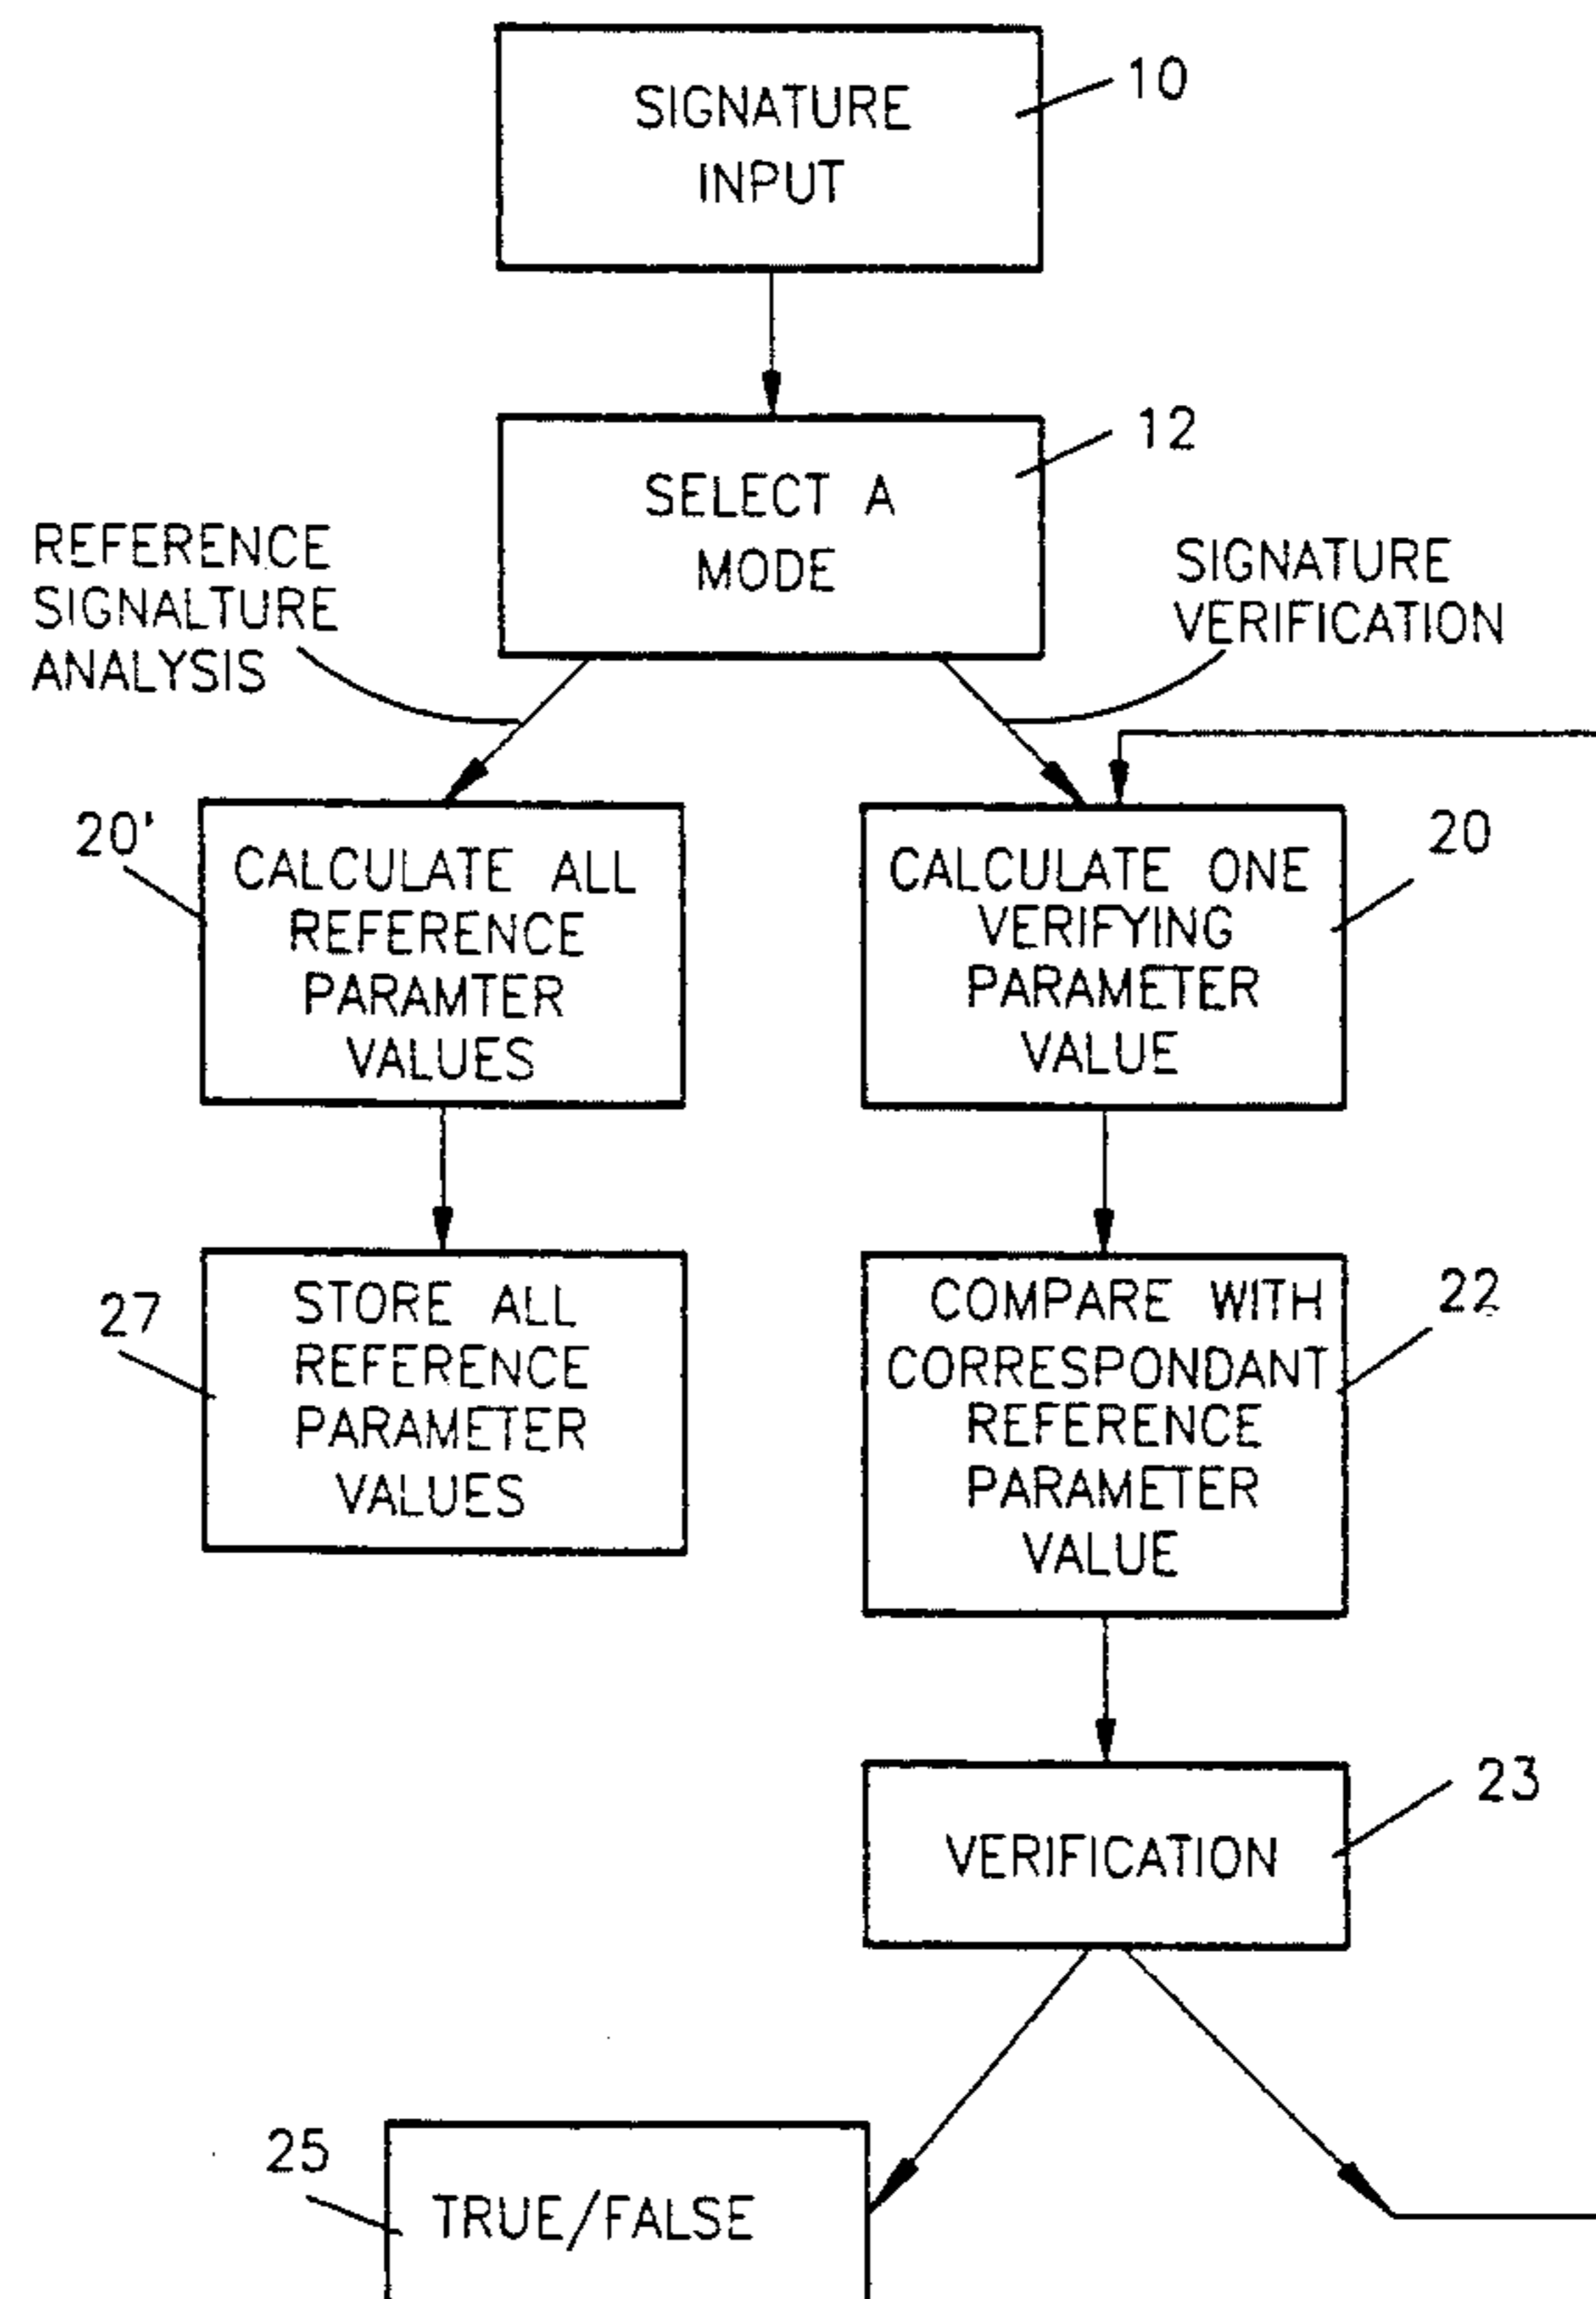 SIGNATURE
INPUT
10
SELECT A
MODE
12
REFERENCE
SIGNALTURE
ANALYSIS
SIGNATURE
VERIFICATION
20'
CALCULATE ALL
REFERENCE
PARAMTER
VALUES
CALCULATE ONE
VERIFYING
PARAMETER
VALUE
20
27
STORE ALL
REFERENCE
PARAMETER
VALUES
COMPARE WITH
CORRESPONDANT
REFERENCE
PARAMETER
VALUE
22
VERIFICATION
23
25
TRUE/FALSE